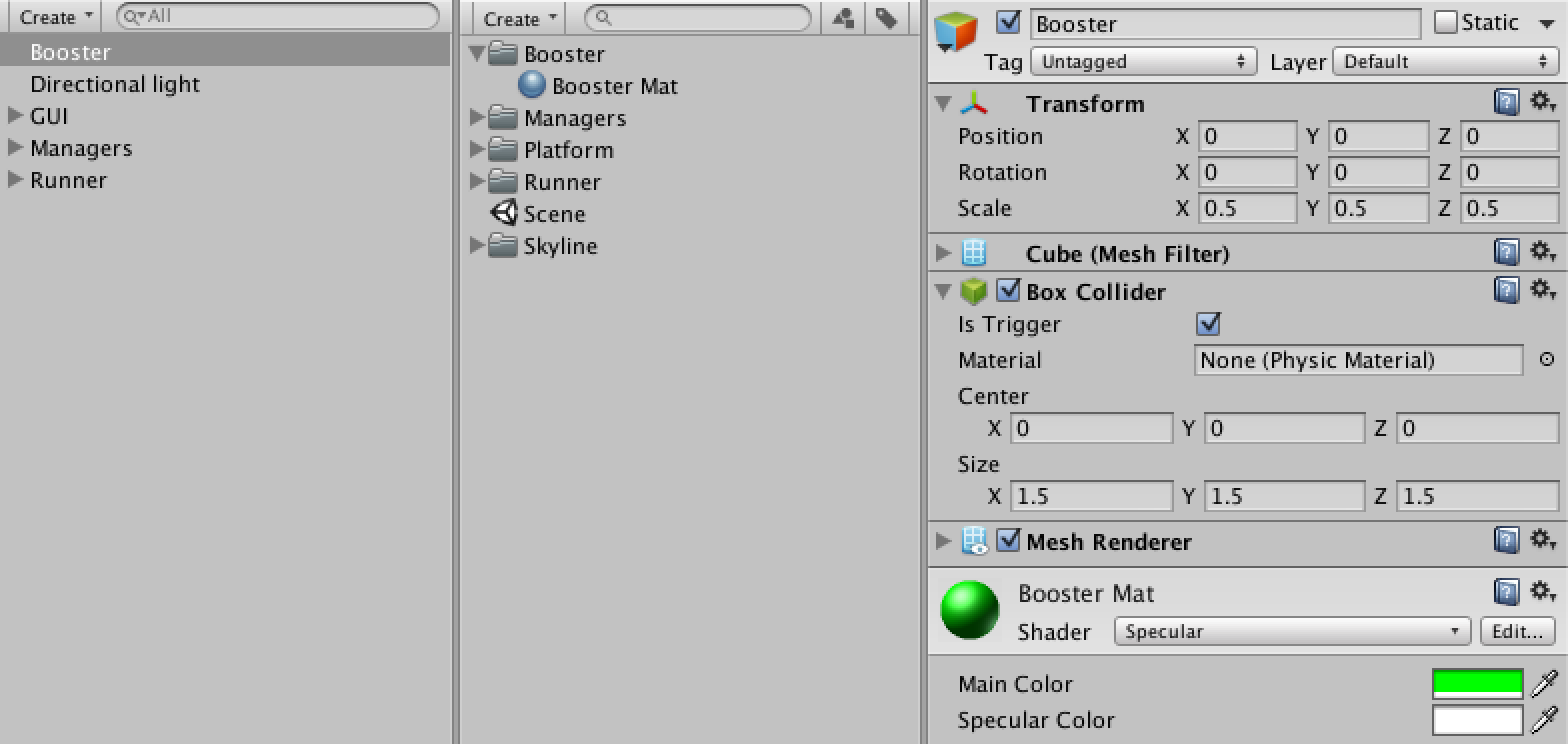 Create All
Booster
Directional light
GUI
Managers
Runner
Create
Booster
Booster Mat
Managers
Platform
Runner
Scene
Skyline
Booster Static
Tag Untagged Layer Default
Transform
Position X 0 Y 0 Z 0
Rotation X 0 Y 0 Z 0
Scale X 0.5 Y 0.5 Z 0.5
Cube (Mesh Filter)
Box Collider
Is Trigger
Material None (Physic Material)
Center
X 0 Y 0 Z 0
Size
X 1.5 Y 1.5 Z 1.5
Mesh Renderer
Booster Mat
Shader Specular Edit...
Main Color
Specular Color